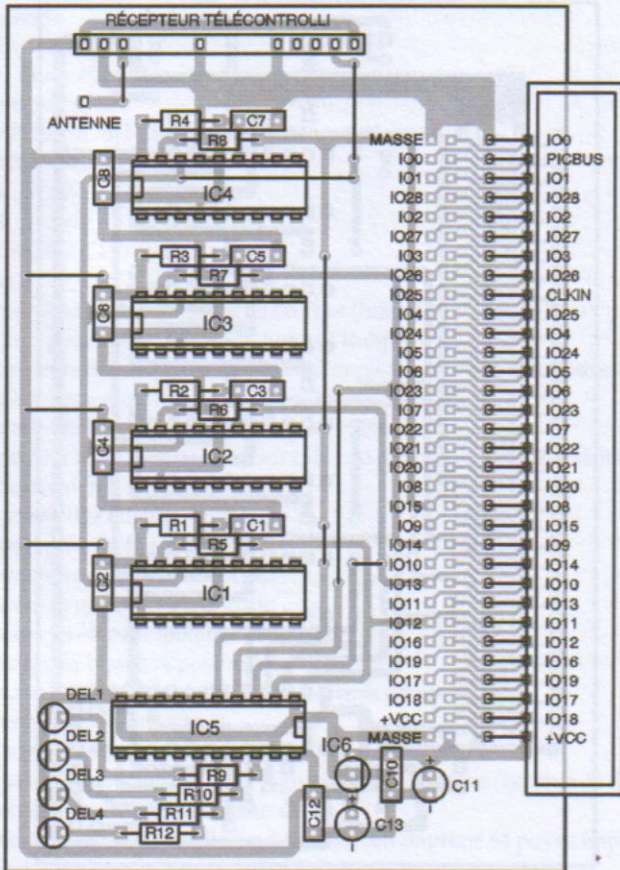 RÉCEPTEUR TÉLÉCONTROLLI
ANTENNE
R4
C7
R8
C8
IC4
R3
C5
R7
C6
IC3
R2
C3
R6
C4
IC2
R1
C1
R5
C2
IC1
IC5
DEL1
DEL2
DEL3
DEL4
R9
R10
R11
R12
IC6
C10
C11
C12
C13
+
-
+
-
MASSE
IO0
IO1
IO28
IO2
IO27
IO3
IO26
IO25
IO4
IO24
IO5
IO6
IO23
IO7
IO22
IO21
IO20
IO8
IO15
IO9
IO14
IO10
IO13
IO11
IO12
IO16
IO19
IO17
IO18
+VCC
MASSE
IO0
PICBUS
IO1
IO28
IO2
IO27
IO3
IO26
CLKIN
IO25
IO4
IO24
IO5
IO6
IO23
IO7
IO22
IO21
IO20
IO8
IO15
IO9
IO14
IO10
IO13
IO11
IO12
IO16
IO19
IO17
IO18
+VCC